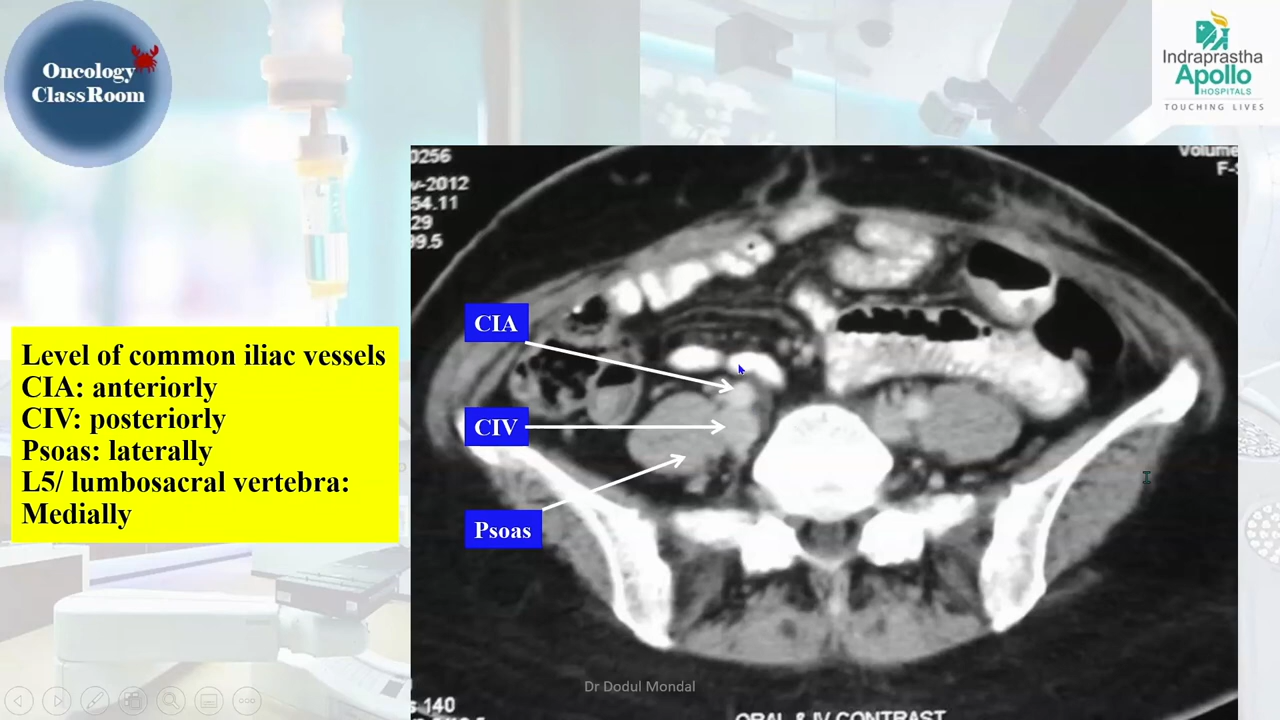 Oncology
ClassRoom
Indraprastha
Apollo
HOSPITALS
TOUCHING LIVES
0256
v-2012
54.11
29
99.5
Volume
CIA
CIV
Psoas
Level of common iliac vessels
CIA: anteriorly
CIV: posteriorly
Psoas: laterally
L5/ lumbosacral vertebra:
Medially
Dr Dodul Mondal
s 140
ORAL & IV CONTRAST